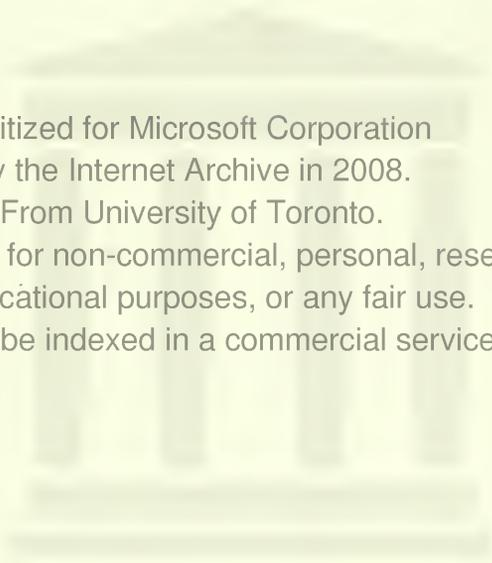 itized for Microsoft Corporation
the Internet Archive in 2008.
From University of Toronto.
for non-commercial, personal, rese
cational purposes, or any fair use.
be indexed in a commercial service